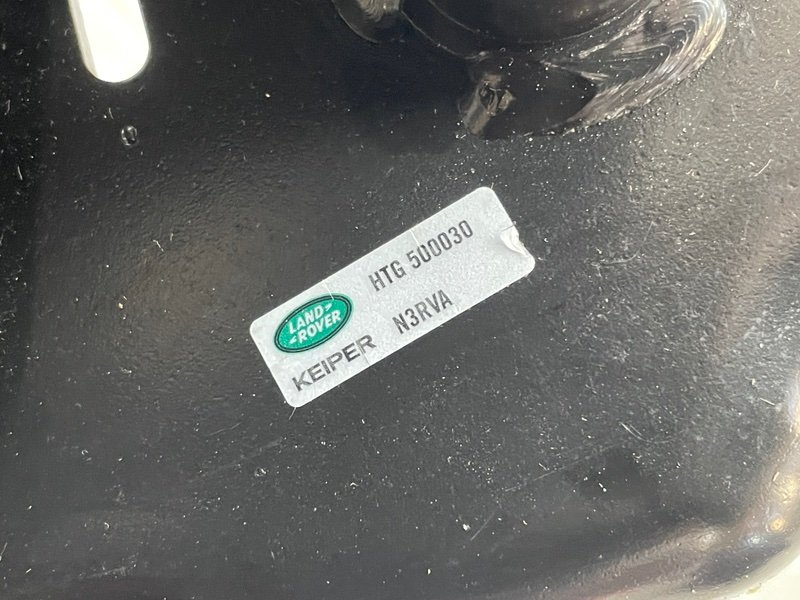 HTG 500030
LAND
ROVER
KEIPER N3RVA